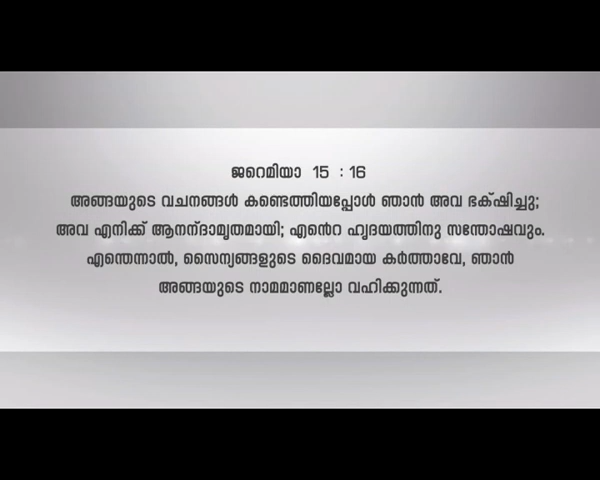 ജറെമിയാ 15 : 16
അങ്ങയുടെ വചനങ്ങൾ കണ്ടെത്തിയപ്പോൾ ഞാൻ അവ ഭക്ഷിച്ചു;
അവ എനിക്ക് ആനന്ദാമൃതമായി; എൻെറ ഹൃദയത്തിനു സന്തോഷവും.
എന്തെന്നാൽ, സൈന്യങ്ങളുടെ ദൈവമായ കർത്താവേ, ഞാൻ
അങ്ങയുടെ നാമമാണല്ലോ വഹിക്കുന്നത്.